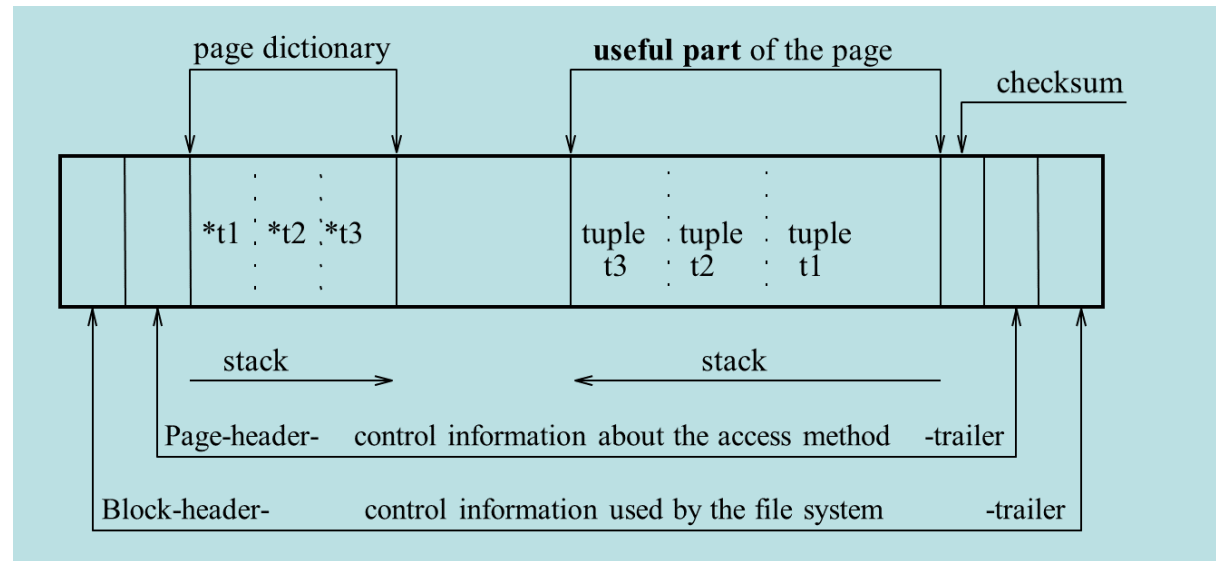 page dictionary
useful part of the page
checksum
*t1 *t2 *t3
tuple tuple tuple
t3 t2 t1
stack stack
Page-header- control information about the access method -trailer
Block-header- control information used by the file system -trailer